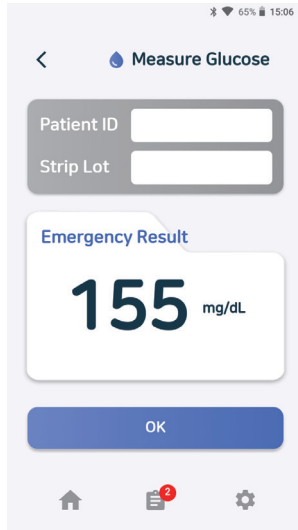 65% 15:06
Measure Glucose
Patient ID
Strip Lot
Emergency Result
155 mg/dL
OK
2